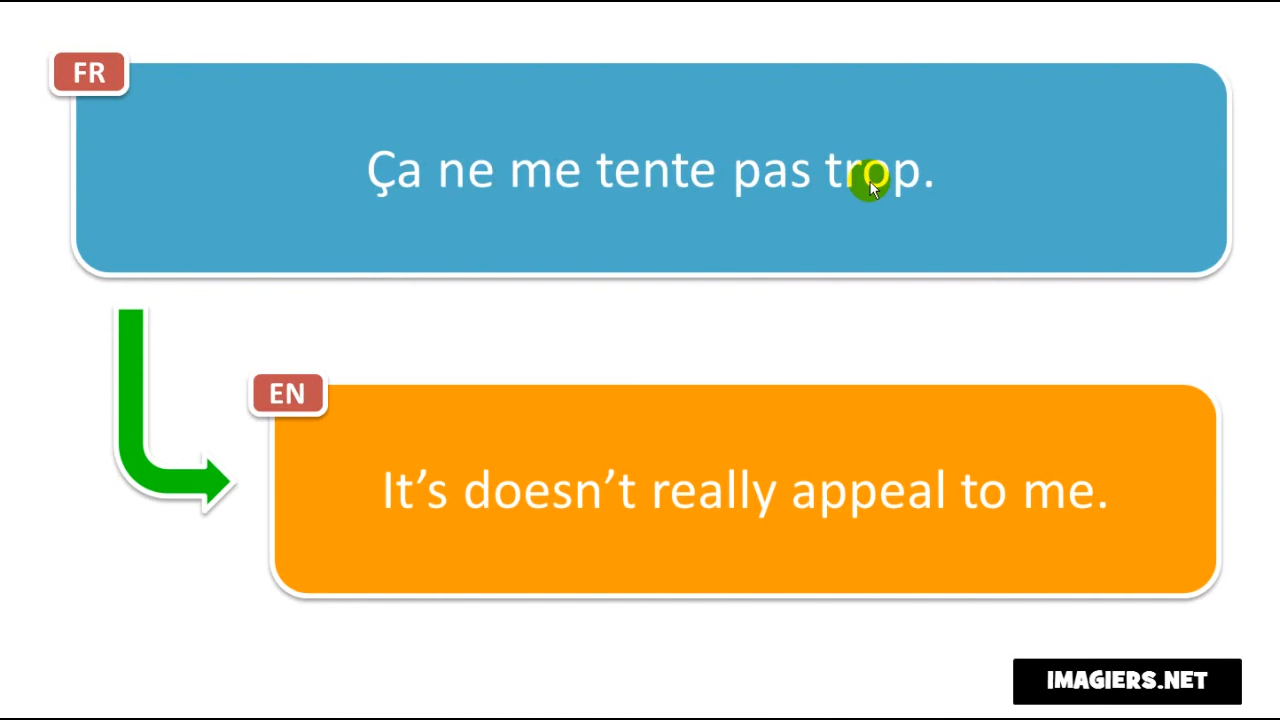 FR
Ça ne me tente pas trop.
EN
It’s doesn’t really appeal to me.
IMAGIERS.NET